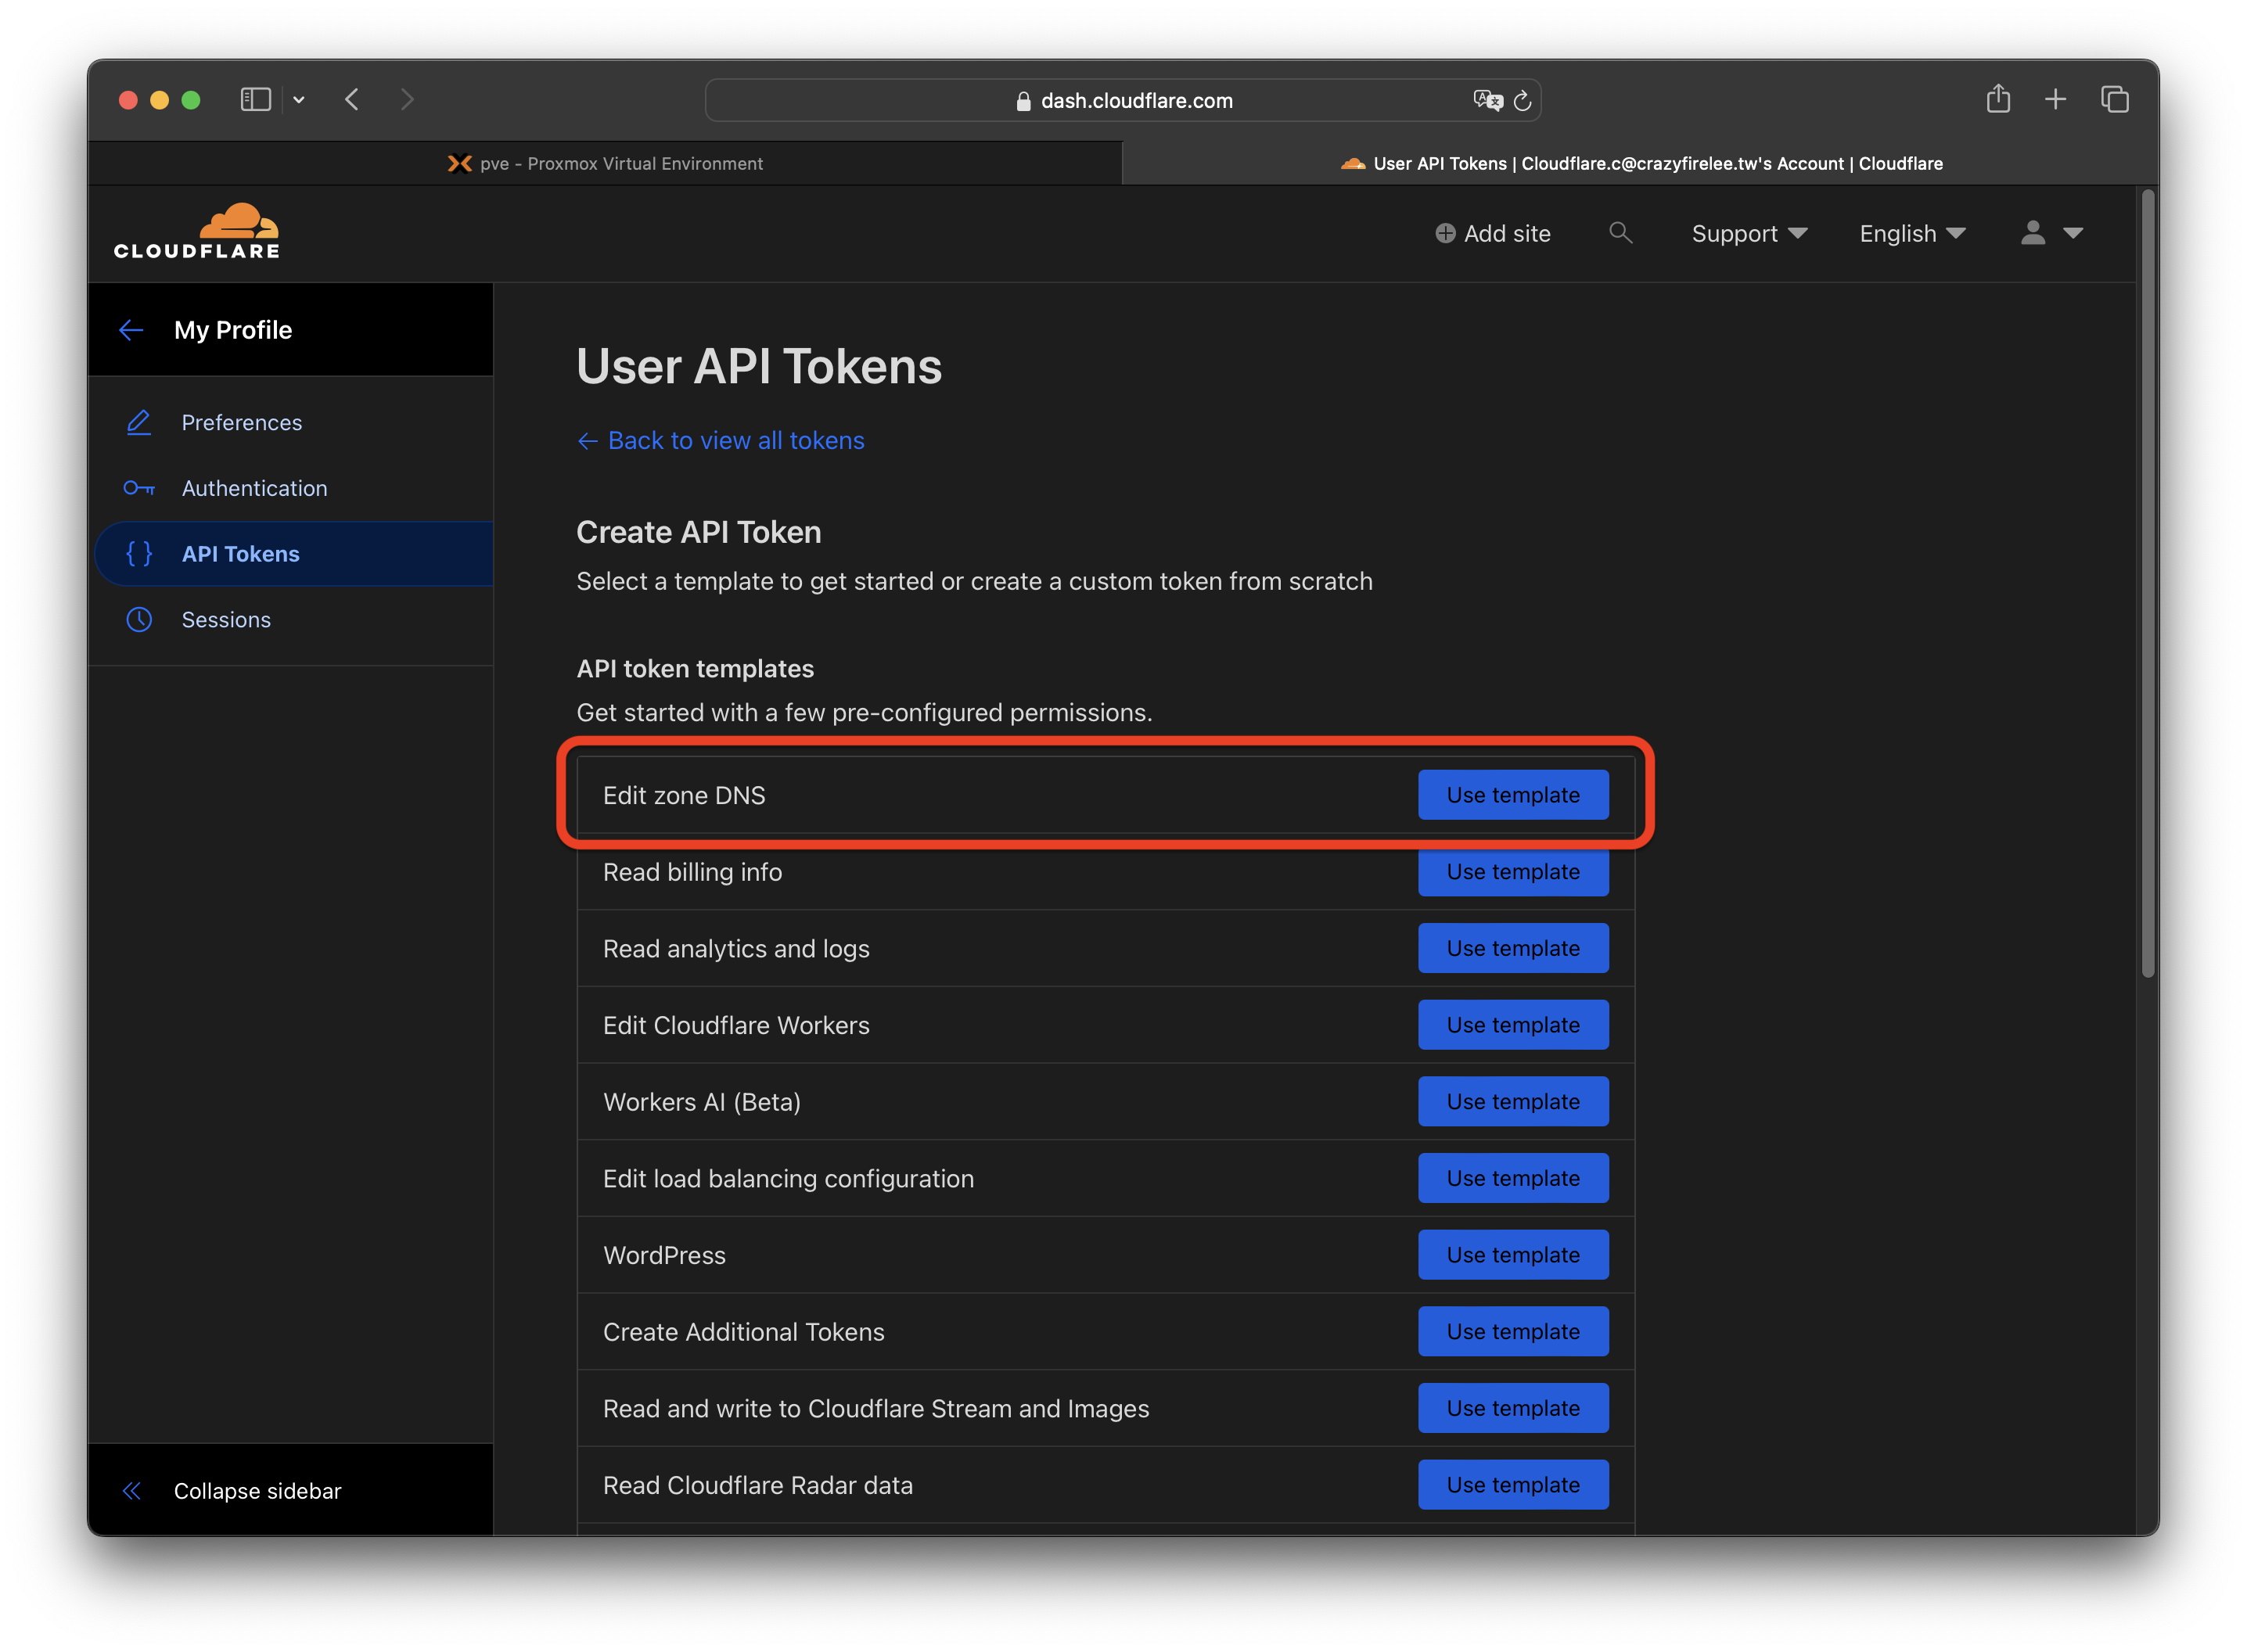 dash.cloudflare.com
pve - Proxmox Virtual Environment
User API Tokens | Cloudflare.c@crazyfirelee.tw's Account | Cloudflare
CLOUDFLARE
Add site
Support
English
My Profile
Preferences
Authentication
API Tokens
Sessions
Collapse sidebar
User API Tokens
← Back to view all tokens
Create API Token
Select a template to get started or create a custom token from scratch
API token templates
Get started with a few pre-configured permissions.
Edit zone DNS Use template
Read billing info Use template
Read analytics and logs Use template
Edit Cloudflare Workers Use template
Workers AI (Beta) Use template
Edit load balancing configuration Use template
WordPress Use template
Create Additional Tokens Use template
Read and write to Cloudflare Stream and Images Use template
Read Cloudflare Radar data Use template